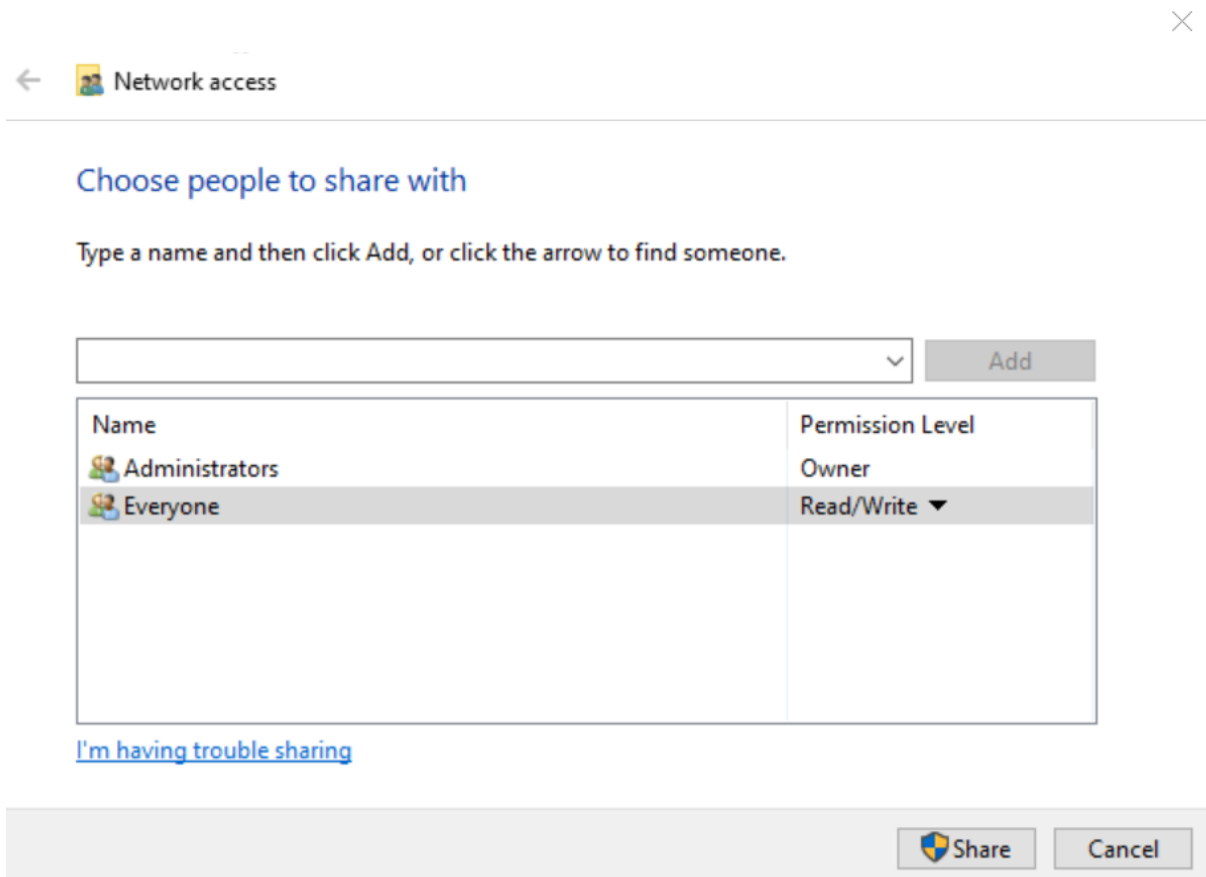 Network access
Choose people to share with
Type a name and then click Add, or click the arrow to find someone.
Add
Name Permission Level
Administrators Owner
Everyone Read/Write
I'm having trouble sharing
Share Cancel